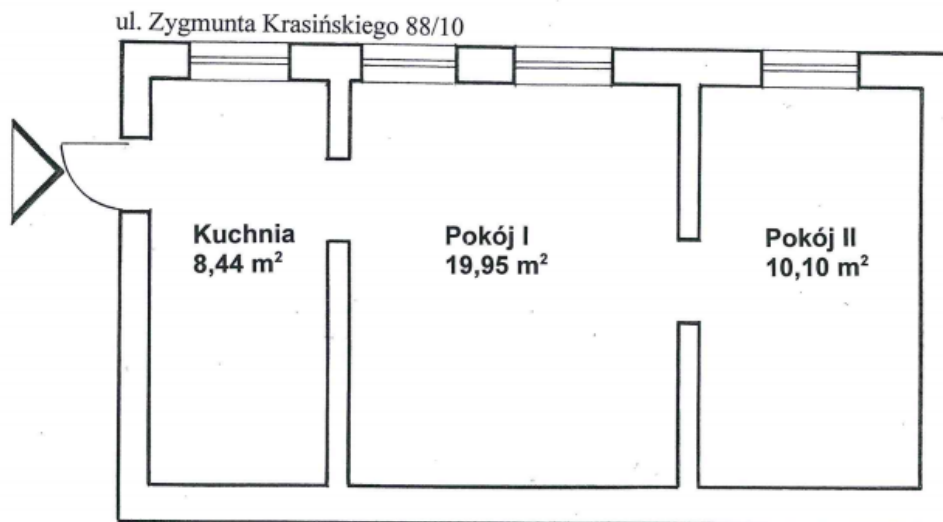 ul. Zygmunta Krasińskiego 88/10
Kuchnia
8,44 m²
Pokój I
19,95 m²
Pokój II
10,10 m²